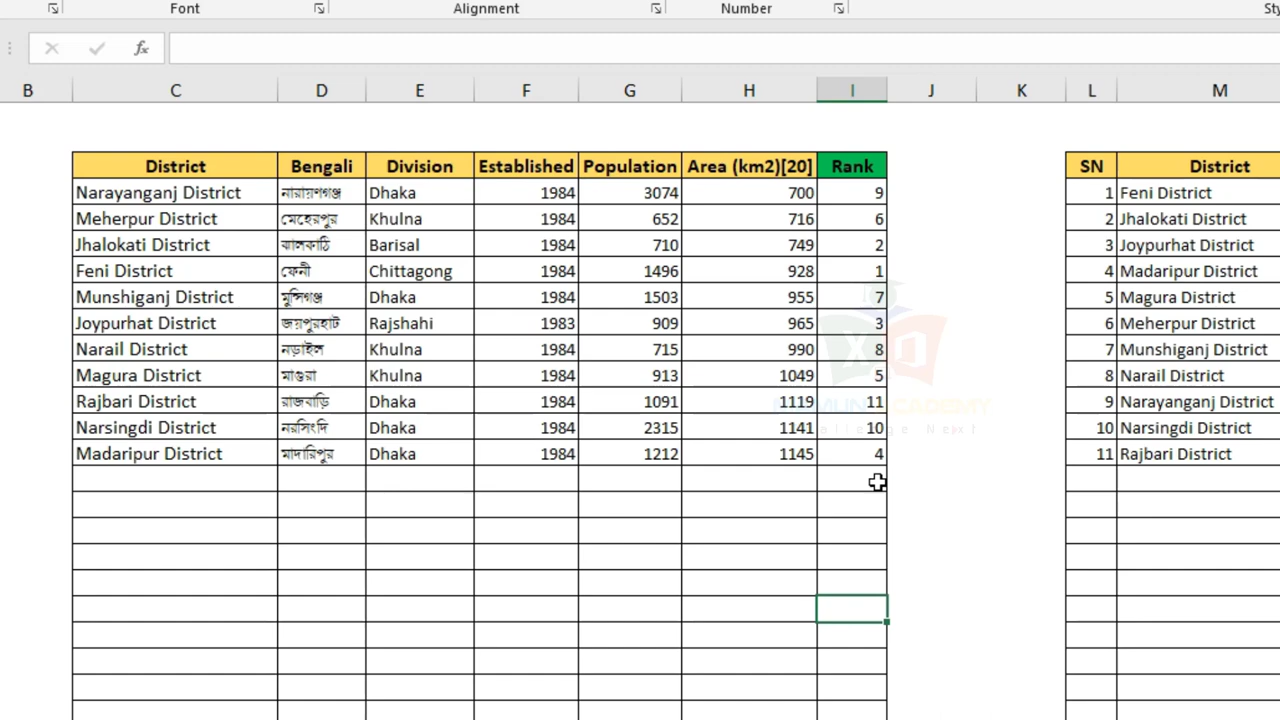 Font Alignment Number
B C D E F G H I J K L M
District Bengali Division Established Population Area (km2)[20] Rank SN District
Narayanganj District নারায়ণগঞ্জ Dhaka 1984 3074 700 9 1 Feni District
Meherpur District মেহেরপুর Khulna 1984 652 716 6 2 Jhalokati District
Jhalokati District ঝালকাঠি Barisal 1984 710 749 2 3 Joypurhat District
Feni District ফেনী Chittagong 1984 1496 928 1 4 Madaripur District
Munshiganj District মুন্সিগঞ্জ Dhaka 1984 1503 955 7 5 Magura District
Joypurhat District জয়পুরহাট Rajshahi 1983 909 965 3 6 Meherpur District
Narail District নড়াইল Khulna 1984 715 990 8 7 Munshiganj District
Magura District মাগুরা Khulna 1984 913 1049 5 8 Narail District
Rajbari District রাজবাড়ি Dhaka 1984 1091 1119 11 9 Narayanganj District
Narsingdi District নরসিংদি Dhaka 1984 2315 1141 10 10 Narsingdi District
Madaripur District মাদারিপুর Dhaka 1984 1212 1145 4 11 Rajbari District